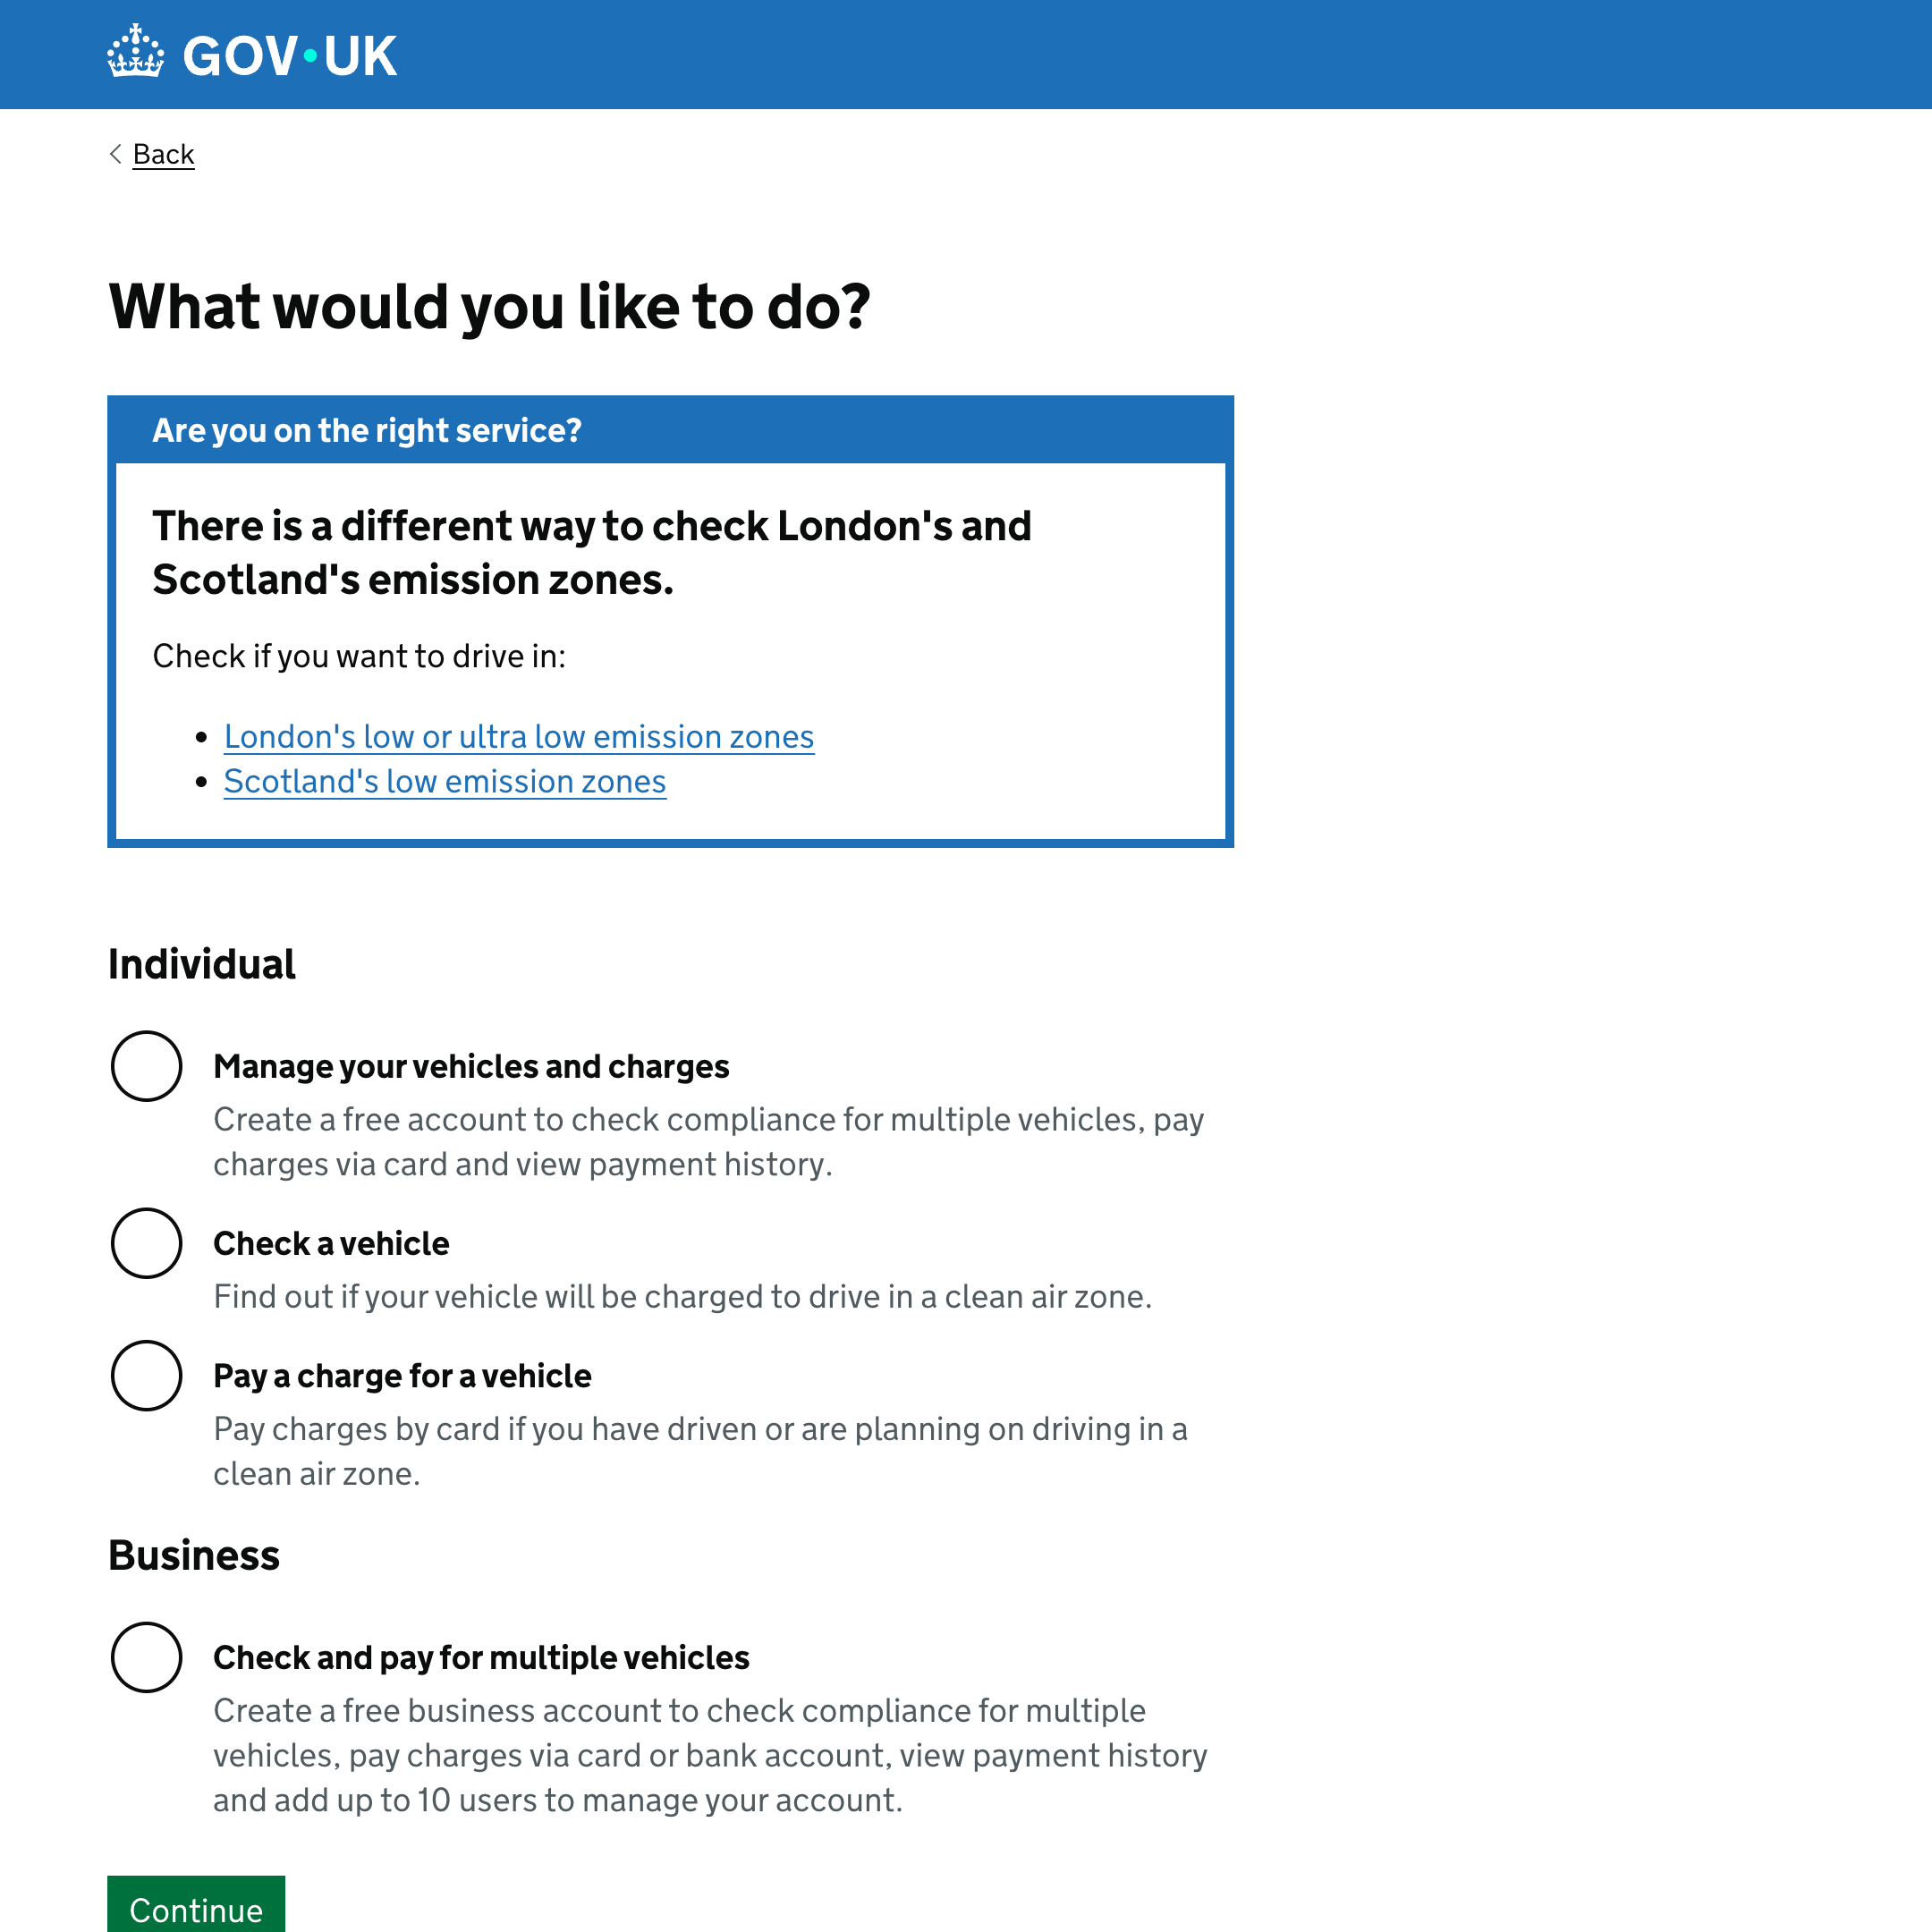 GOV•UK
Back
What would you like to do?
Are you on the right service?
There is a different way to check London's and
Scotland's emission zones.
Check if you want to drive in:
London's low or ultra low emission zones
Scotland's low emission zones
Individual
Manage your vehicles and charges
Create a free account to check compliance for multiple vehicles, pay
charges via card and view payment history.
Check a vehicle
Find out if your vehicle will be charged to drive in a clean air zone.
Pay a charge for a vehicle
Pay charges by card if you have driven or are planning on driving in a
clean air zone.
Business
Check and pay for multiple vehicles
Create a free business account to check compliance for multiple
vehicles, pay charges via card or bank account, view payment history
and add up to 10 users to manage your account.
Continue